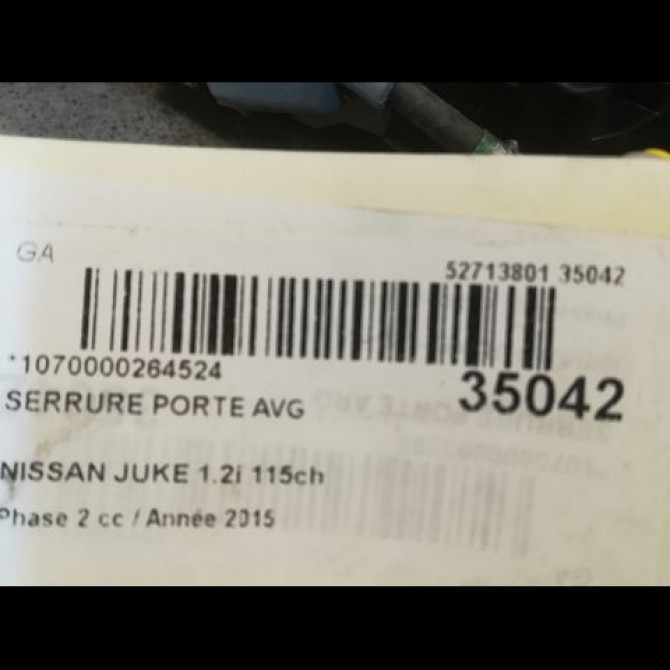 GA
52713801 35042
*1070000264524
35042
SERRURE PORTE AVG
NISSAN JUKE 1.2i 115ch
Phase 2 cc / Année 2015